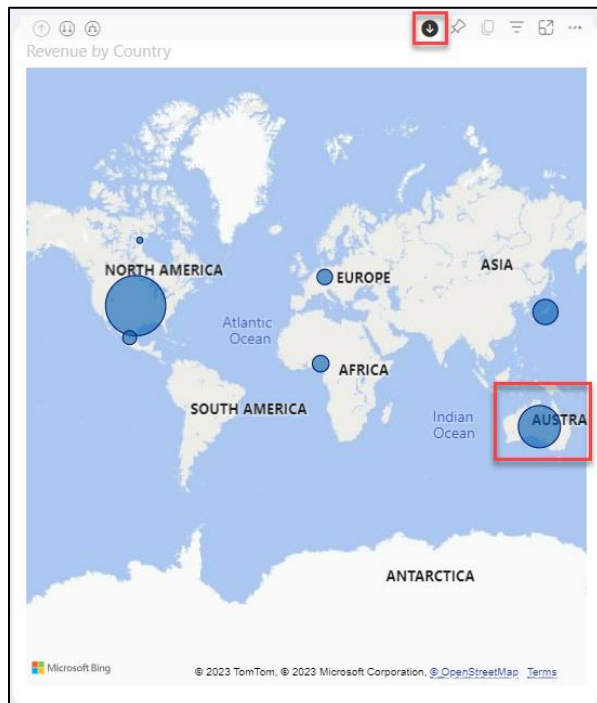 Revenue by Country
NORTH AMERICA
EUROPE
ASIA
Atlantic
Ocean
AFRICA
SOUTH AMERICA
Indian
Ocean
AUSTRA
ANTARCTICA
Microsoft Bing
© 2023 TomTom, © 2023 Microsoft Corporation, © OpenStreetMap Terms